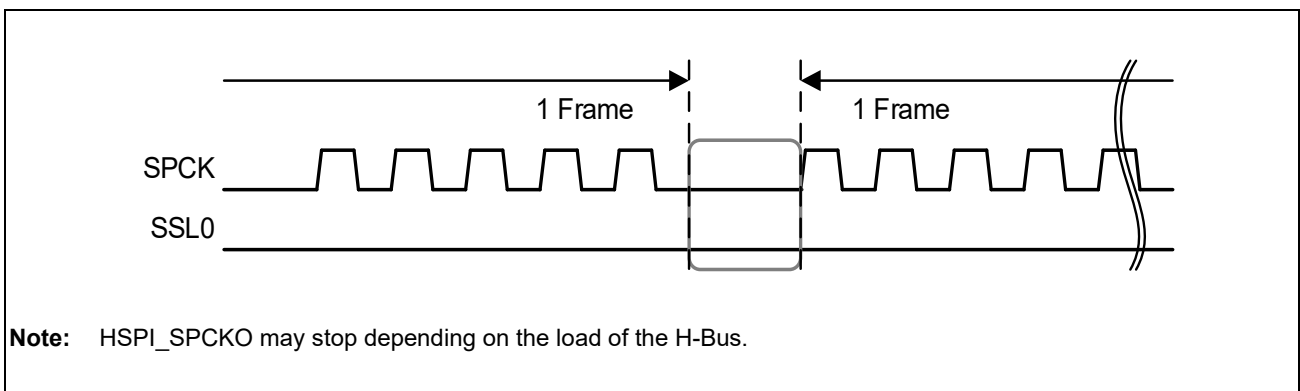 1 Frame 1 Frame
SPCK
SSL0
Note: HSPI_SPCKO may stop depending on the load of the H-Bus.